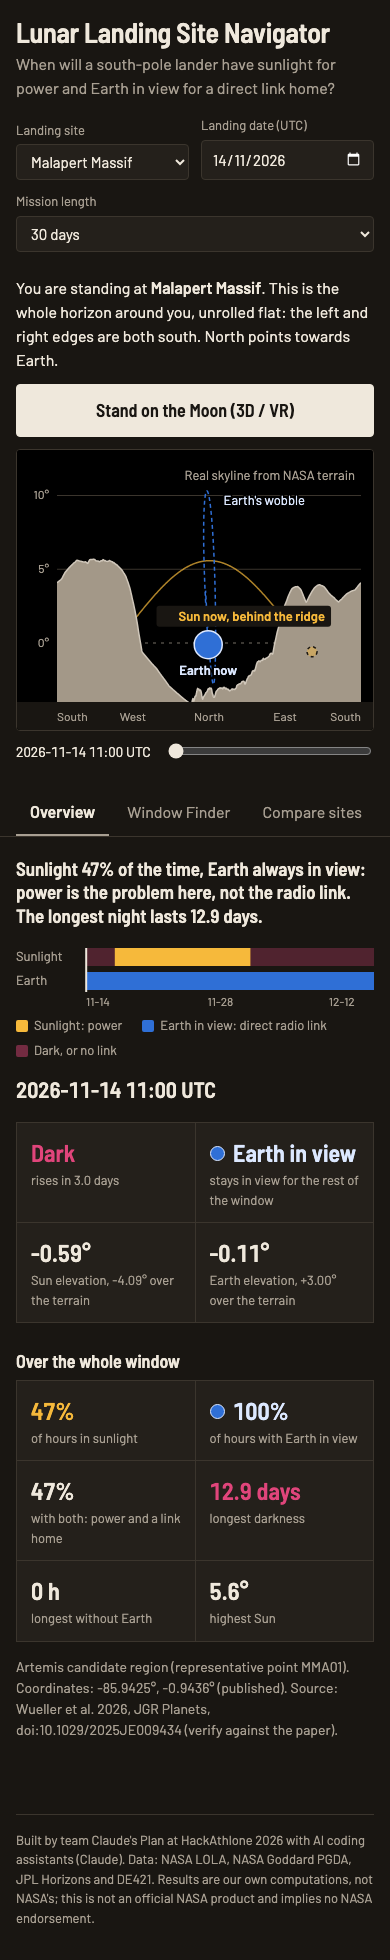 Lunar Landing Site Navigator
When will a south-pole lander have sunlight for
power and Earth in view for a direct link home?
Landing site
Landing date (UTC)
Malapert Massif
14/11/2026
Mission length
30 days
You are standing at Malapert Massif. This is the
whole horizon around you, unrolled flat: the left and
right edges are both south. North points towards
Earth.
Stand on the Moon (3D / VR)
Real skyline from NASA terrain
10°
Earth's wobble
5°
Sun now, behind the ridge
0°
Earth now
South West North East South
2026-11-14 11:00 UTC
Overview Window Finder Compare sites
Sunlight 47% of the time, Earth always in view:
power is the problem here, not the radio link.
The longest night lasts 12.9 days.
Sunlight
Earth
11-14 11-28 12-12
Sunlight: power Earth in view: direct radio link
Dark, or no link
2026-11-14 11:00 UTC
Dark
rises in 3.0 days
Earth in view
stays in view for the rest of
the window
-0.59°
Sun elevation, -4.09° over
the terrain
-0.11°
Earth elevation, +3.00°
over the terrain
Over the whole window
47%
of hours in sunlight
100%
of hours with Earth in view
47%
with both: power and a link
home
12.9 days
longest darkness
0 h
longest without Earth
5.6°
highest Sun
Artemis candidate region (representative point MMA01).
Coordinates: -85.9425°, -0.9436° (published). Source:
Wueller et al. 2026, JGR Planets,
doi:10.1029/2025JE009434 (verify against the paper).
Built by team Claude's Plan at HackAthlone 2026 with AI coding
assistants (Claude). Data: NASA LOLA, NASA Goddard PGDA,
JPL Horizons and DE421. Results are our own computations, not
NASA's; this is not an official NASA product and implies no NASA
endorsement.